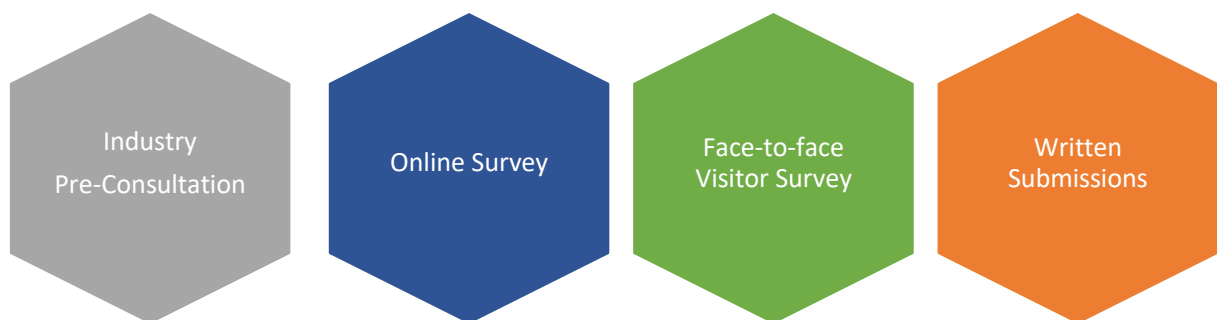 Industry
Pre-Consultation
Online Survey
Face-to-face
Visitor Survey
Written
Submissions